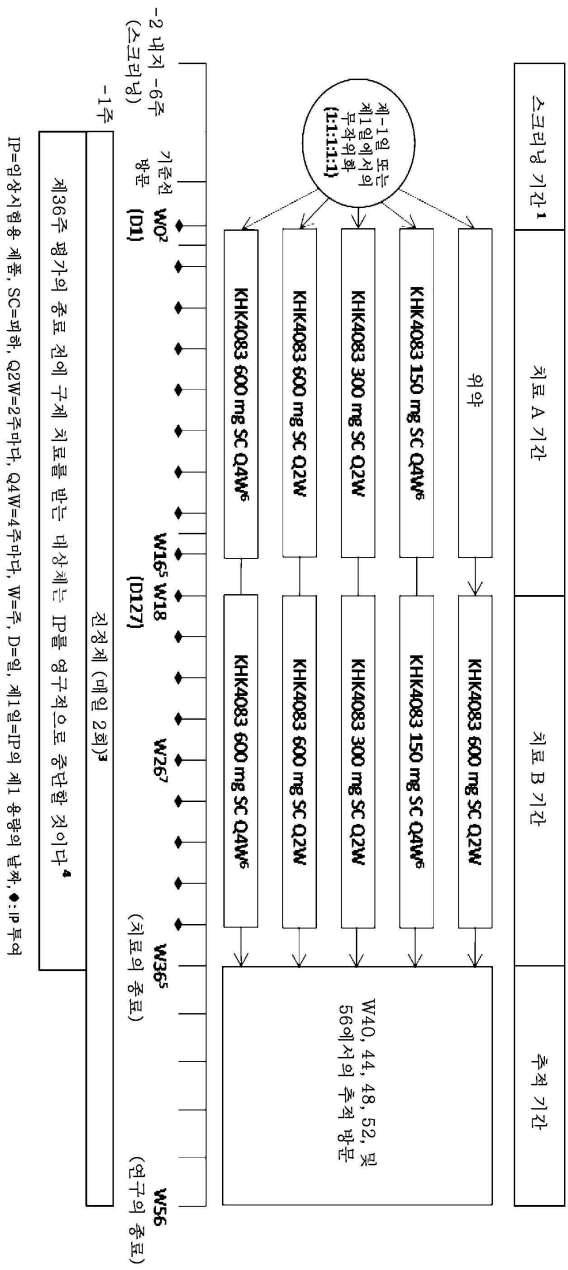 스크리닝 기간¹
치료 A 기간
치료 B 기간
추적 기간
제-1일 또는
제1일에서의
무작위화
(1:1:1:1:1)
위약
KHK4083 600 mg SC Q2W
KHK4083 150 mg SC Q4W⁶
KHK4083 150 mg SC Q4W⁶
KHK4083 300 mg SC Q2W
KHK4083 300 mg SC Q2W
KHK4083 600 mg SC Q2W
KHK4083 600 mg SC Q2W
KHK4083 600 mg SC Q4W⁶
KHK4083 600 mg SC Q4W⁶
W40, 44, 48, 52, 및
56에서의 추적 방문
-2 내지 -6주
(스크리닝)
-1주
기준선
방문
W0²
(D1)
W16⁵ W18
(D127)
W26⁷
W36⁵
(치료의 종료)
W56
(연구의 종료)
진정제 (매일 2회)³
제36주 평가의 종료 전에 구제 치료를 받는 대상체는 IP를 영구적으로 중단할 것이다.⁴
IP=임상시험용 제품, SC=피하, Q2W=2주마다, Q4W=4주마다, W=주, D=일, 제1일=IP의 제1 용량의 날짜, ◆:IP 투여